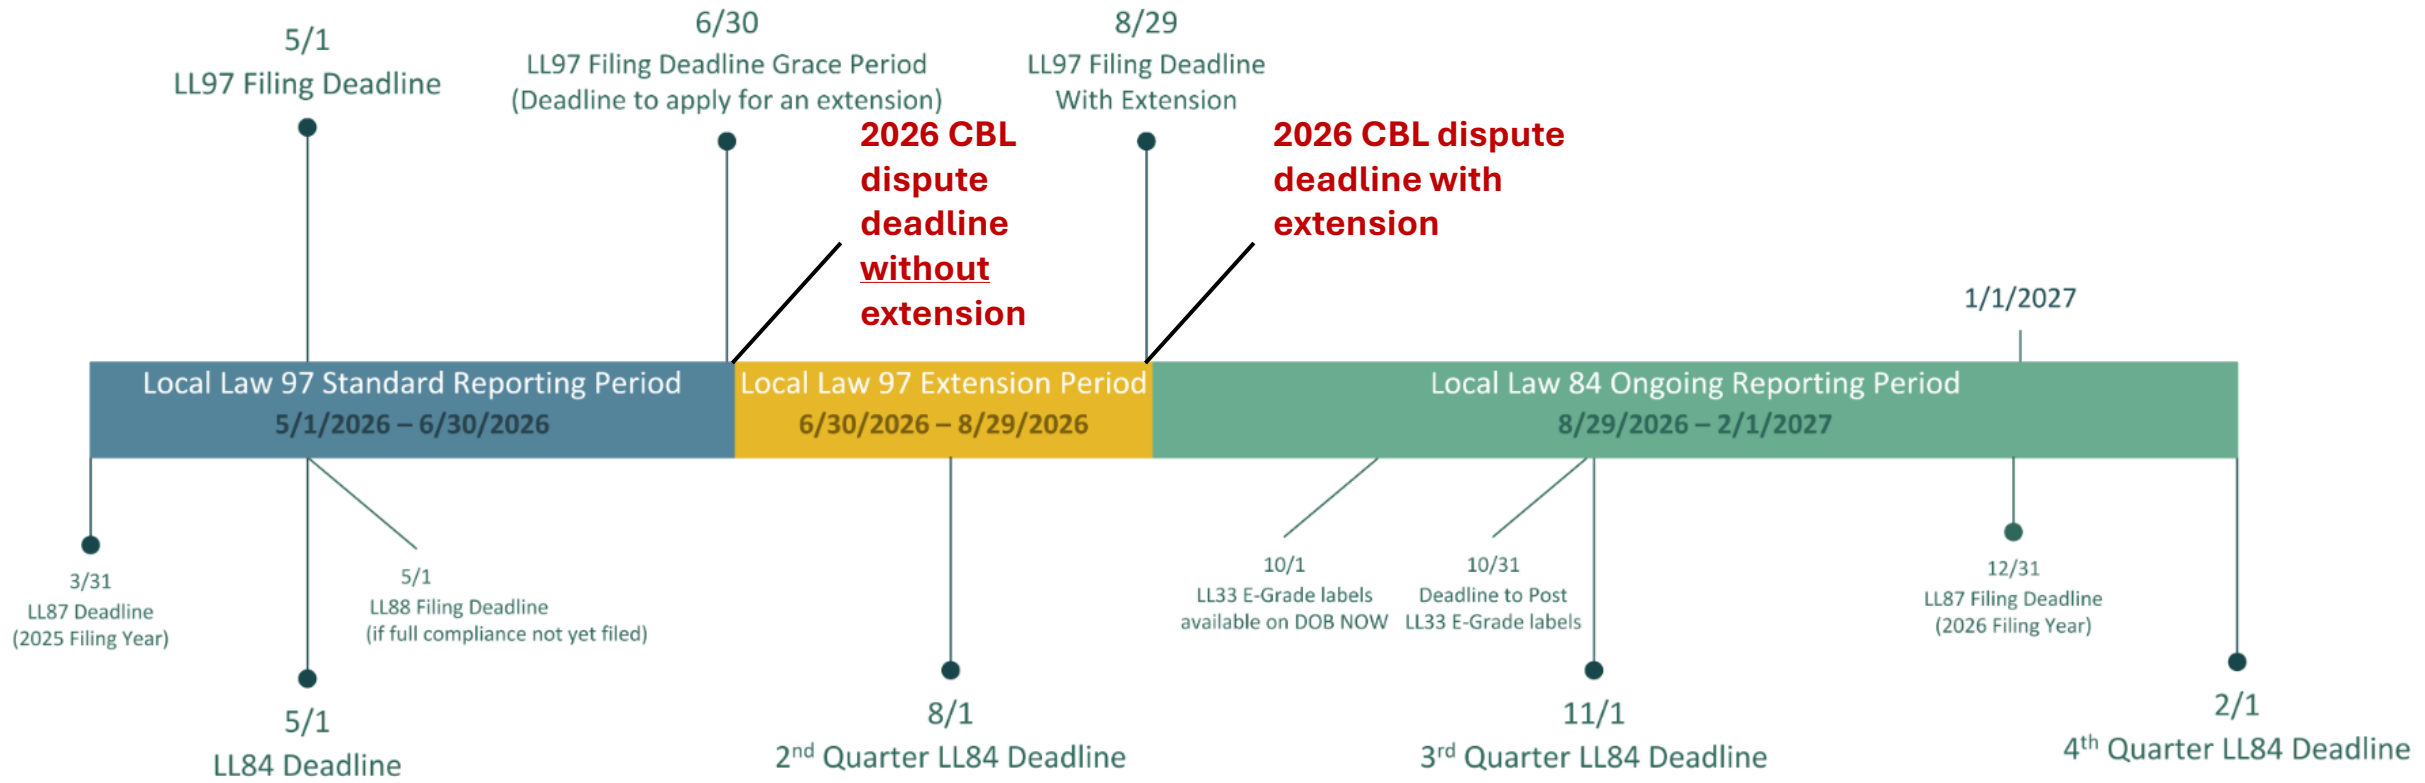 5/1
LL97 Filing Deadline
6/30
LL97 Filing Deadline Grace Period
(Deadline to apply for an extension)
8/29
LL97 Filing Deadline
With Extension
2026 CBL
dispute
deadline
without
extension
2026 CBL dispute
deadline with
extension
1/1/2027
Local Law 97 Standard Reporting Period
5/1/2026 – 6/30/2026
Local Law 97 Extension Period
6/30/2026 – 8/29/2026
Local Law 84 Ongoing Reporting Period
8/29/2026 – 2/1/2027
3/31
LL87 Deadline
(2025 Filing Year)
5/1
LL88 Filing Deadline
(if full compliance not yet filed)
10/1
LL33 E-Grade labels
available on DOB NOW
10/31
Deadline to Post
LL33 E-Grade labels
12/31
LL87 Filing Deadline
(2026 Filing Year)
5/1
LL84 Deadline
8/1
2nd Quarter LL84 Deadline
11/1
3rd Quarter LL84 Deadline
2/1
4th Quarter LL84 Deadline